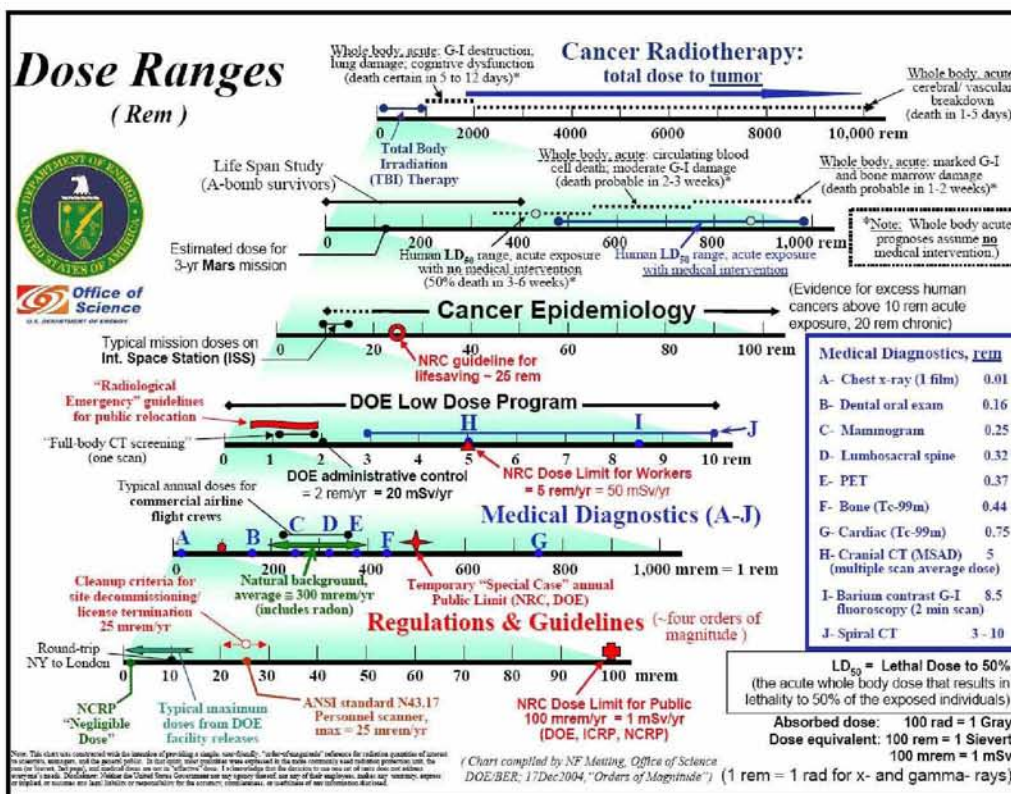 Dose Ranges
( Rem )
Whole body, acute: G-I destruction;
lung damage; cognitive dysfunction
(death certain in 5 to 12 days)*
Cancer Radiotherapy:
total dose to tumor
Whole body, acute
cerebral/ vascular
breakdown
(death in 1-5 days)
0 2000 4000 6000 8000 10,000 rem
Total Body
Irradiation
(TBI) Therapy
DEPARTMENT OF ENERGY
UNITED STATES OF AMERICA
Life Span Study
(A-bomb survivors)
Whole body, acute: circulating blood
cell death; moderate G-I damage
(death probable in 2-3 weeks)*
Whole body, acute: marked G-I
and bone marrow damage
(death probable in 1-2 weeks)*
0 200 400 600 800 1,000 rem
Estimated dose for
3-yr Mars mission
Human LD50 range, acute exposure
with no medical intervention
(50% death in 3-6 weeks)*
Human LD50 range, acute exposure
with medical intervention
*Note: Whole body acute
prognoses assume no
medical intervention.)
Office of
Science
U.S. DEPARTMENT OF ENERGY
Cancer Epidemiology
(Evidence for excess human
cancers above 10 rem acute
exposure, 20 rem chronic)
Typical mission doses on
Int. Space Station (ISS)
0 20 40 60 80 100 rem
NRC guideline for
lifesaving ~ 25 rem
"Radiological
Emergency" guidelines
for public relocation
DOE Low Dose Program
H I J
"Full-body CT screening"
(one scan)
0 1 2 3 4 5 6 7 8 9 10 rem
DOE administrative control
= 2 rem/yr = 20 mSv/yr
NRC Dose Limit for Workers
= 5 rem/yr = 50 mSv/yr
Typical annual doses for
commercial airline
flight crews
Medical Diagnostics (A-J)
A B C D E F G
0 100 200 300 400 500 600 700 800 900 1,000 mrem = 1 rem
Cleanup criteria for
site decommissioning/
license termination
25 mrem/yr
Natural background,
average ≅ 300 mrem/yr
(includes radon)
Temporary "Special Case" annual
Public Limit (NRC, DOE)
Regulations & Guidelines (~four orders of
magnitude )
Round-trip
NY to London
0 10 20 30 40 50 60 70 80 90 100 mrem
NCRP
"Negligible
Dose"
Typical maximum
doses from DOE
facility releases
ANSI standard N43.17
Personnel scanner,
max = 25 mrem/yr
NRC Dose Limit for Public
100 mrem/yr = 1 mSv/yr
(DOE, ICRP, NCRP)
Medical Diagnostics, rem
A- Chest x-ray (1 film) 0.01
B- Dental oral exam 0.16
C- Mammogram 0.25
D- Lumbosacral spine 0.32
E- PET 0.37
F- Bone (Tc-99m) 0.44
G- Cardiac (Tc-99m) 0.75
H- Cranial CT (MSAD) 5
(multiple scan average dose)
I- Barium contrast G-I 8.5
fluoroscopy (2 min scan)
J- Spiral CT 3 - 10
LD50 = Lethal Dose to 50%
(the acute whole body dose that results in
lethality to 50% of the exposed individuals)
Absorbed dose: 100 rad = 1 Gray
Dose equivalent: 100 rem = 1 Sievert
100 mrem = 1 mSv
(1 rem = 1 rad for x- and gamma- rays)
( Chart compiled by NF Metting, Office of Science
DOE/BER; 17Dec2004, "Orders of Magnitude")